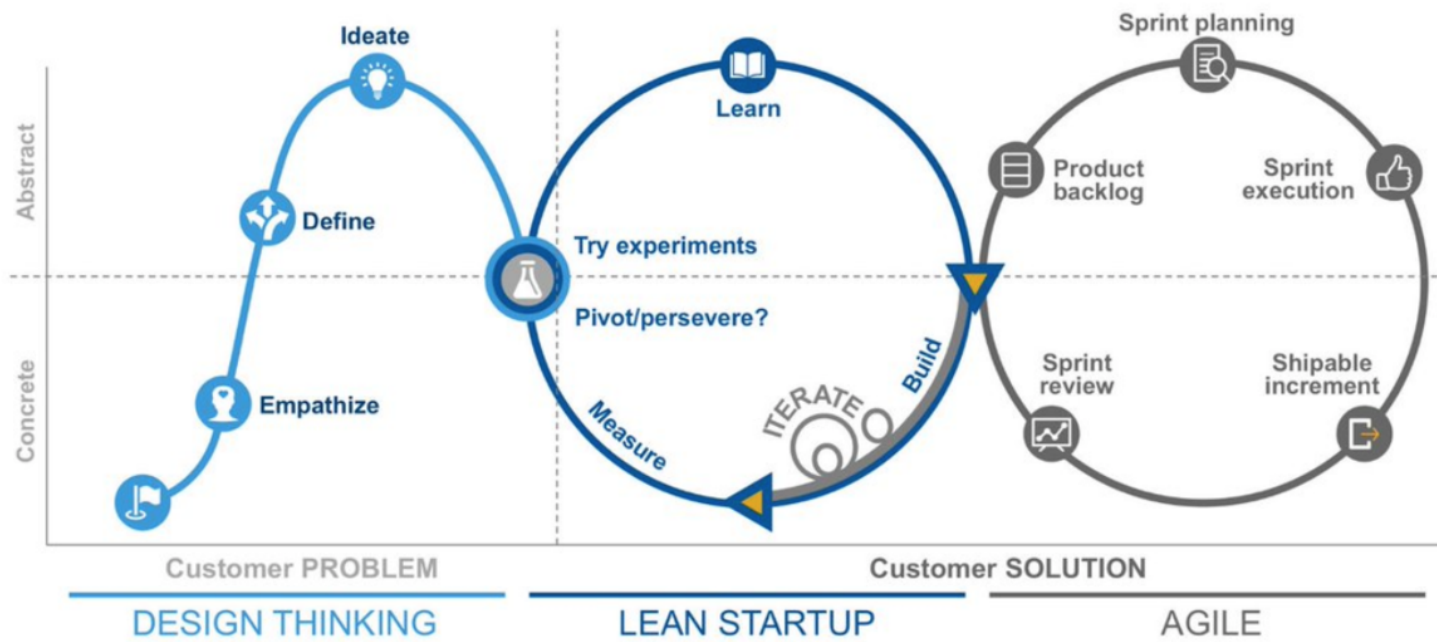 Ideate
Define
Empathize
Abstract
Concrete
Learn
Try experiments
Pivot/persevere?
Measure
ITERATE
Build
Sprint planning
Product
backlog
Sprint
execution
Sprint
review
Shipable
increment
Customer PROBLEM
Customer SOLUTION
DESIGN THINKING
LEAN STARTUP
AGILE